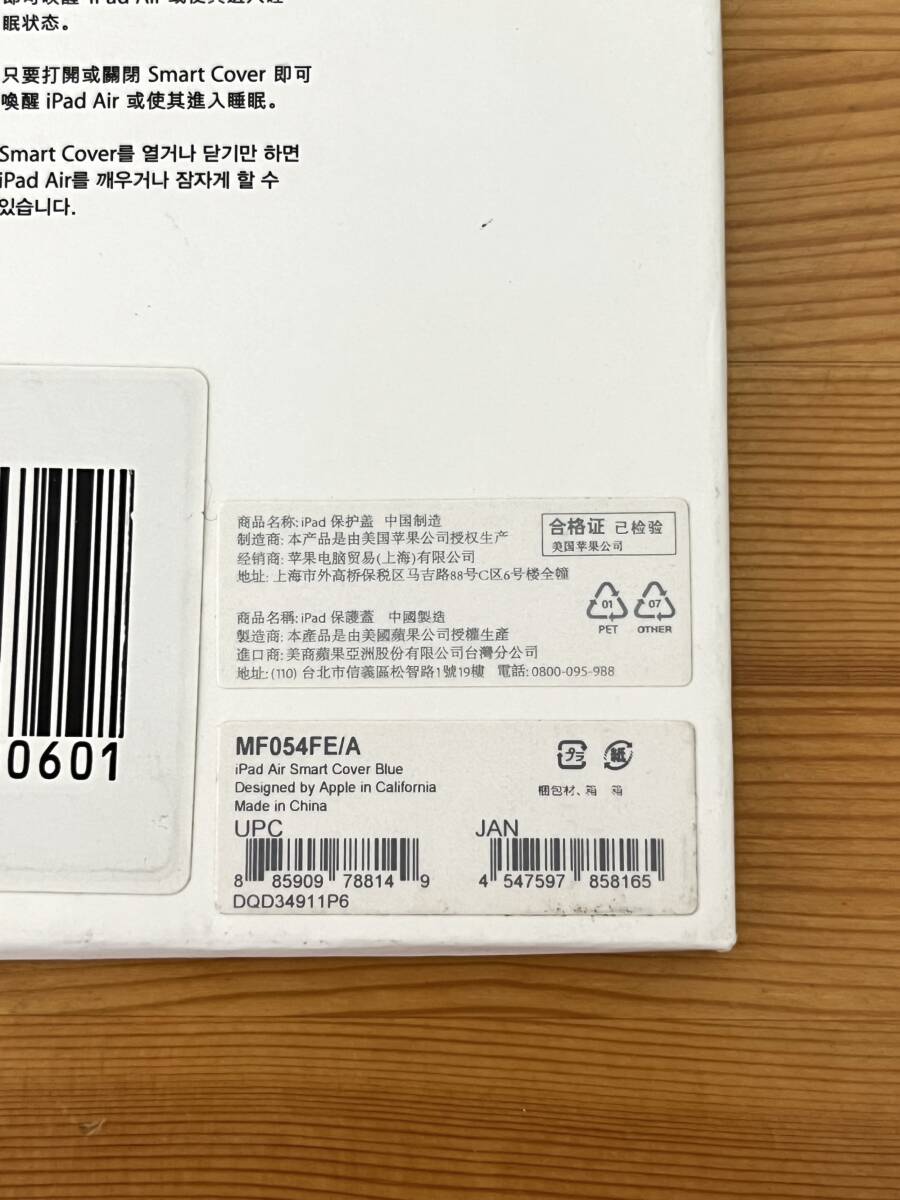 即可唤醒 iPad Air 或使其进入睡
眠状态。
只要打開或關閉 Smart Cover 即可
喚醒 iPad Air 或使其進入睡眠。
Smart Cover를 열거나 닫기만 하면
iPad Air를 깨우거나 잠자게 할 수
있습니다.
0601
商品名称: iPad 保护盖 中国制造
制造商: 本产品是由美国苹果公司授权生产
经销商: 苹果电脑贸易(上海)有限公司
地址: 上海市外高桥保税区马吉路88号C区6号楼全幢
合格证 已检验
美国苹果公司
商品名稱: iPad 保護蓋 中國製造
製造商: 本產品是由美國蘋果公司授權生產
進口商: 美商蘋果亞洲股份有限公司台灣分公司
地址: (110) 台北市信義區松智路1號19樓 電話: 0800-095-988
01 07
PET OTHER
MF054FE/A
iPad Air Smart Cover Blue
Designed by Apple in California
Made in China
プラ 紙
梱包材、箱 箱
UPC JAN
8 85909 78814 9
4 547597 858165
DQD34911P6